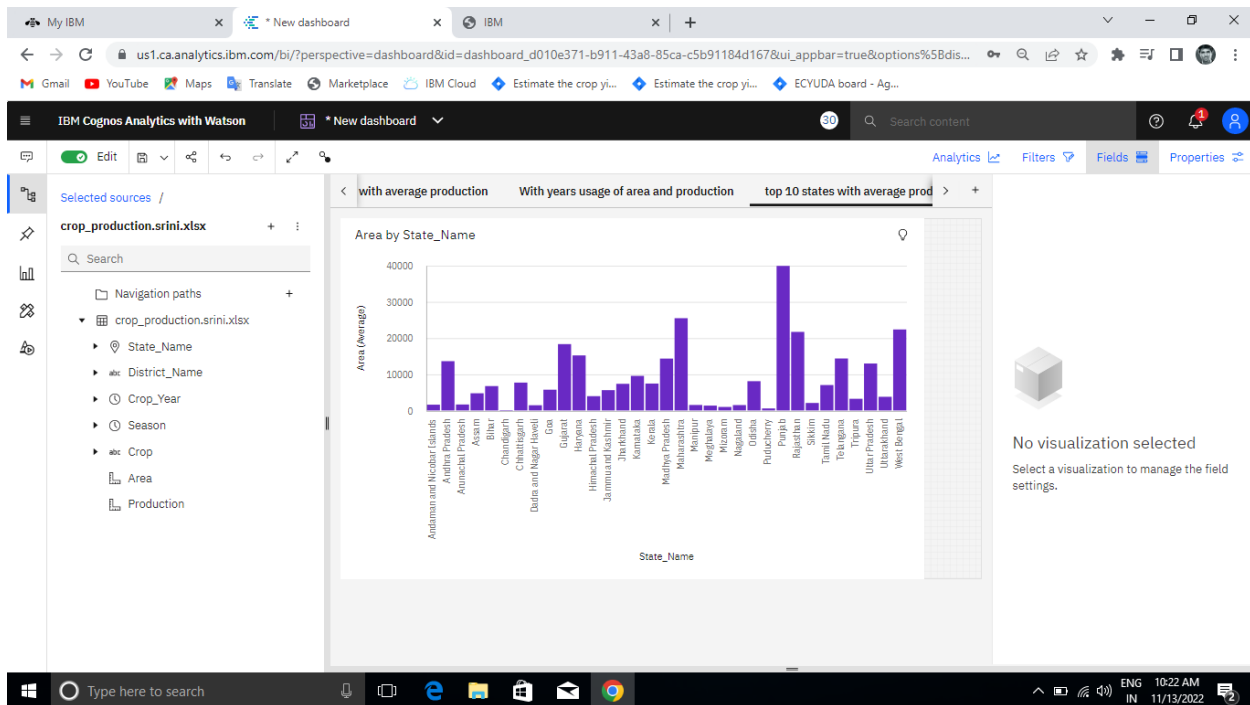 My IBM
* New dashboard
IBM
us1.ca.analytics.ibm.com/bi/?perspective=dashboard&id=dashboard_d010e371-b911-43a8-85ca-c5b91184d167&ui_appbar=true&options%5Bdis...
Gmail YouTube Maps Translate Marketplace IBM Cloud Estimate the crop yi... Estimate the crop yi... ECYUDA board - Ag...
IBM Cognos Analytics with Watson
* New dashboard
30
Search content
1
Edit
Analytics Filters Fields Properties
Selected sources /
crop_production.srini.xlsx
Search
Navigation paths
crop_production.srini.xlsx
State_Name
abc District_Name
Crop_Year
Season
abc Crop
Area
Production
with average production
With years usage of area and production
top 10 states with average prod
Area by State_Name
Area (Average)
40000
30000
20000
10000
0
Andaman and Nicobar Islands
Andhra Pradesh
Arunachal Pradesh
Assam
Bihar
Chandigarh
Chhattisgarh
Dadra and Nagar Haveli
Goa
Gujarat
Haryana
Himachal Pradesh
Jammu and Kashmir
Jharkhand
Karnataka
Kerala
Madhya Pradesh
Maharashtra
Manipur
Meghalaya
Mizoram
Nagaland
Odisha
Puducherry
Punjab
Rajasthan
Sikkim
Tamil Nadu
Telangana
Tripura
Uttar Pradesh
Uttarakhand
West Bengal
State_Name
No visualization selected
Select a visualization to manage the field
settings.
Type here to search
ENG
IN
10:22 AM
11/13/2022
2